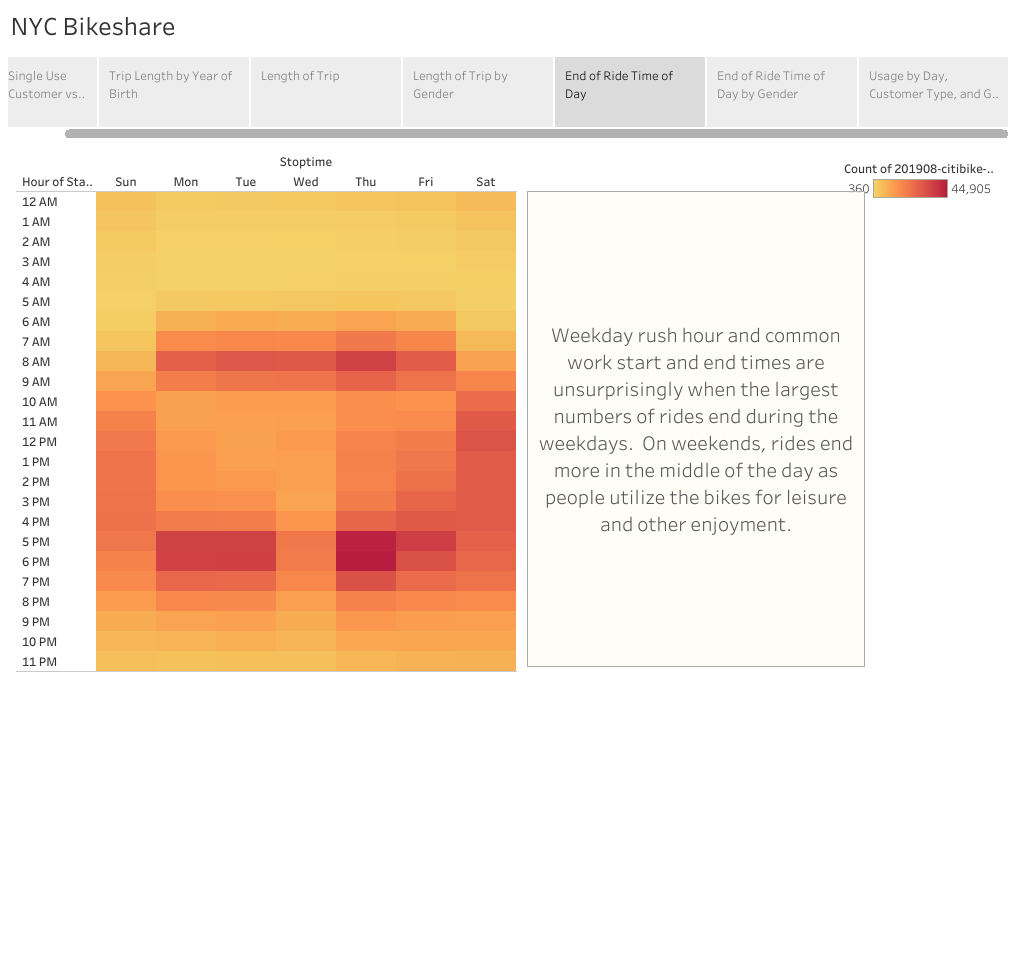 NYC Bikeshare
Single Use
Customer vs..
Trip Length by Year of
Birth
Length of Trip
Length of Trip by
Gender
End of Ride Time of
Day
End of Ride Time of
Day by Gender
Usage by Day,
Customer Type, and G..
Stoptime
Hour of Sta.. Sun Mon Tue Wed Thu Fri Sat
12 AM
1 AM
2 AM
3 AM
4 AM
5 AM
6 AM
7 AM
8 AM
9 AM
10 AM
11 AM
12 PM
1 PM
2 PM
3 PM
4 PM
5 PM
6 PM
7 PM
8 PM
9 PM
10 PM
11 PM
Count of 201908-citibike-..
360 44,905
Weekday rush hour and common
work start and end times are
unsurprisingly when the largest
numbers of rides end during the
weekdays.  On weekends, rides end
more in the middle of the day as
people utilize the bikes for leisure
and other enjoyment.